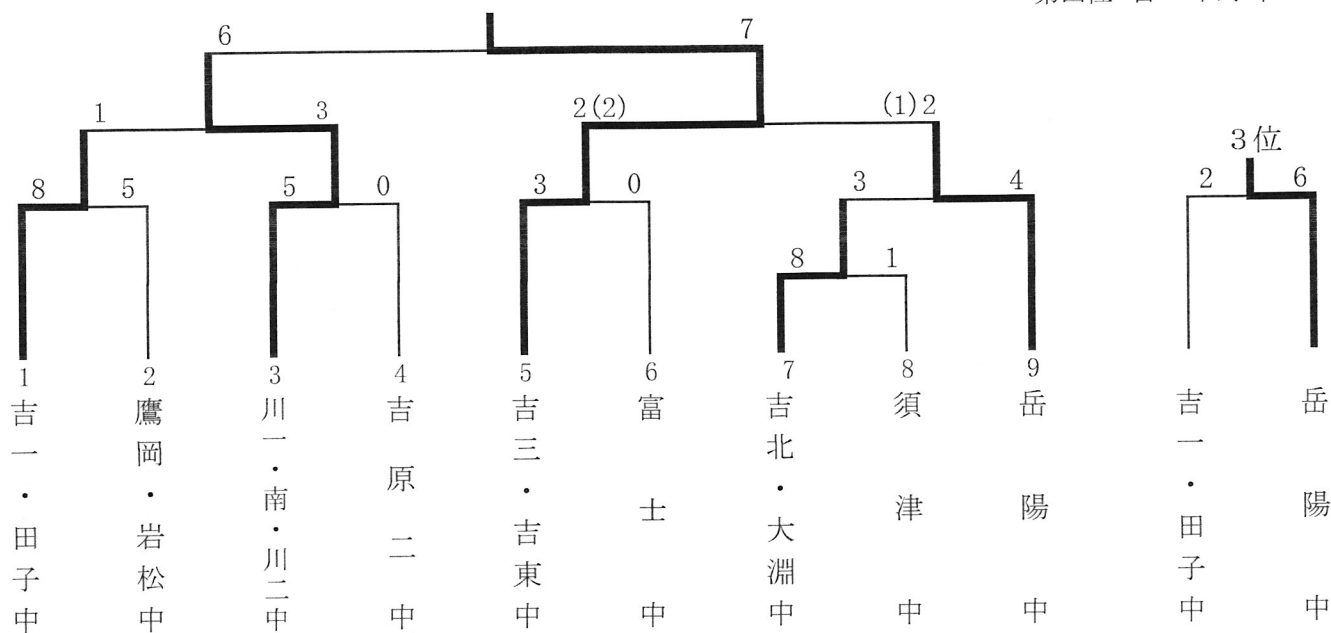 6 7
1 3 2(2) (1)2
3位
8 5 5 0 3 0 3 4 2 6
8 1
1 2 3 4 5 6 7 8 9
吉一・田子中
鷹岡・岩松中
川一・南・川二中
吉原二中
吉三・吉東中
富士中
吉北・大淵中
須津中
岳陽中
吉一・田子中
岳陽中